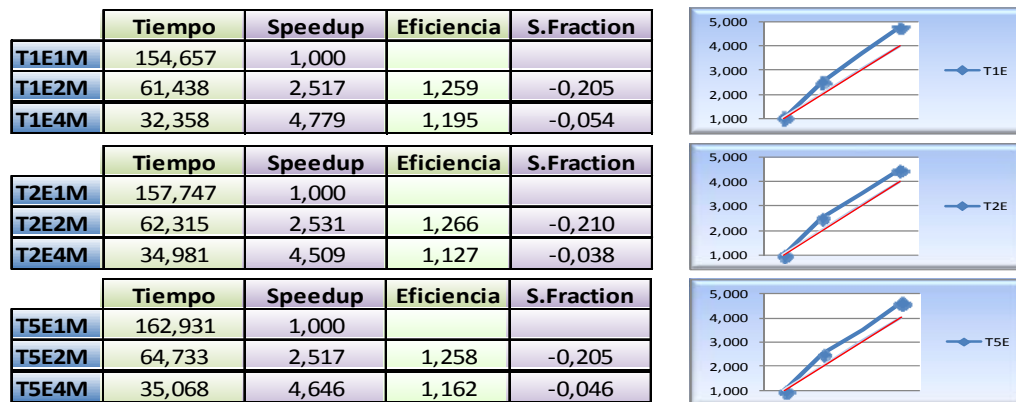 Tiempo Speedup Eficiencia S.Fraction
T1E1M 154,657 1,000
T1E2M 61,438 2,517 1,259 -0,205
T1E4M 32,358 4,779 1,195 -0,054
5,000
4,000
3,000
2,000
1,000
T1E
Tiempo Speedup Eficiencia S.Fraction
T2E1M 157,747 1,000
T2E2M 62,315 2,531 1,266 -0,210
T2E4M 34,981 4,509 1,127 -0,038
5,000
4,000
3,000
2,000
1,000
T2E
Tiempo Speedup Eficiencia S.Fraction
T5E1M 162,931 1,000
T5E2M 64,733 2,517 1,258 -0,205
T5E4M 35,068 4,646 1,162 -0,046
5,000
4,000
3,000
2,000
1,000
T5E